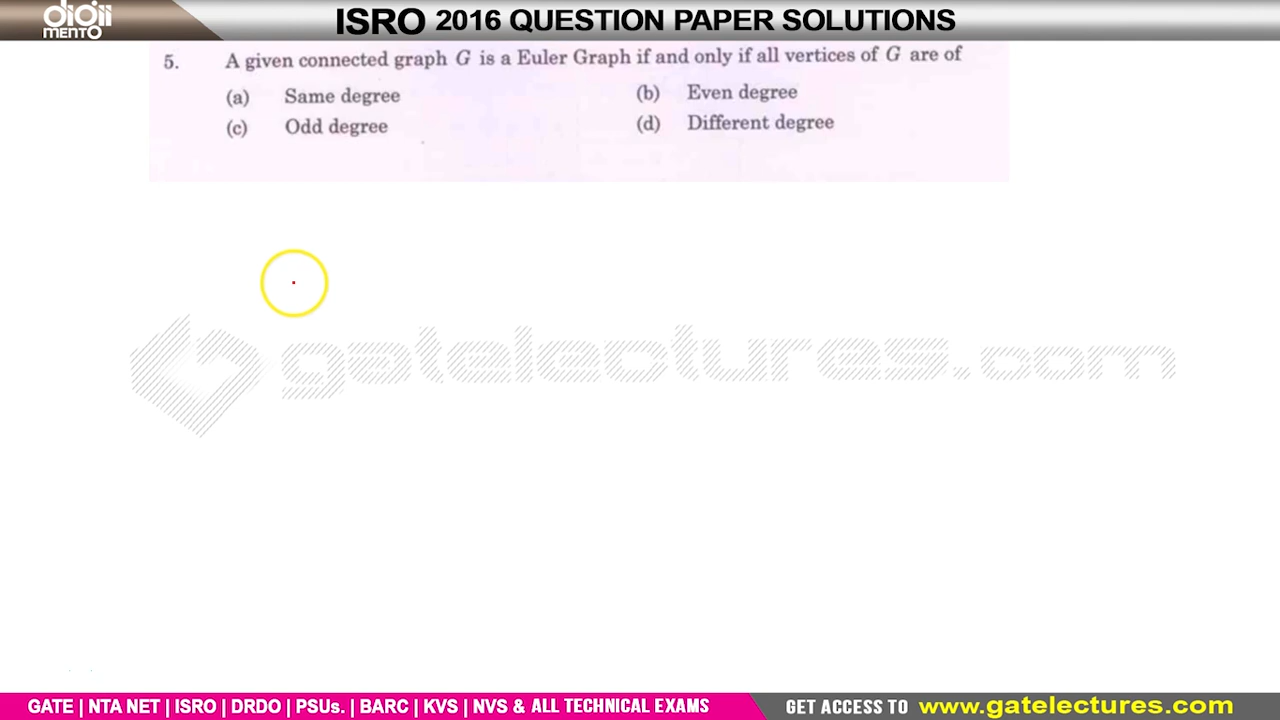 digiimento
ISRO 2016 QUESTION PAPER SOLUTIONS
5. A given connected graph G is a Euler Graph if and only if all vertices of G are of
(a) Same degree (b) Even degree
(c) Odd degree (d) Different degree
gatelectures.com
GATE | NTA NET | ISRO | DRDO | PSUs. | BARC | KVS | NVS & ALL TECHNICAL EXAMS GET ACCESS TO www.gatelectures.com